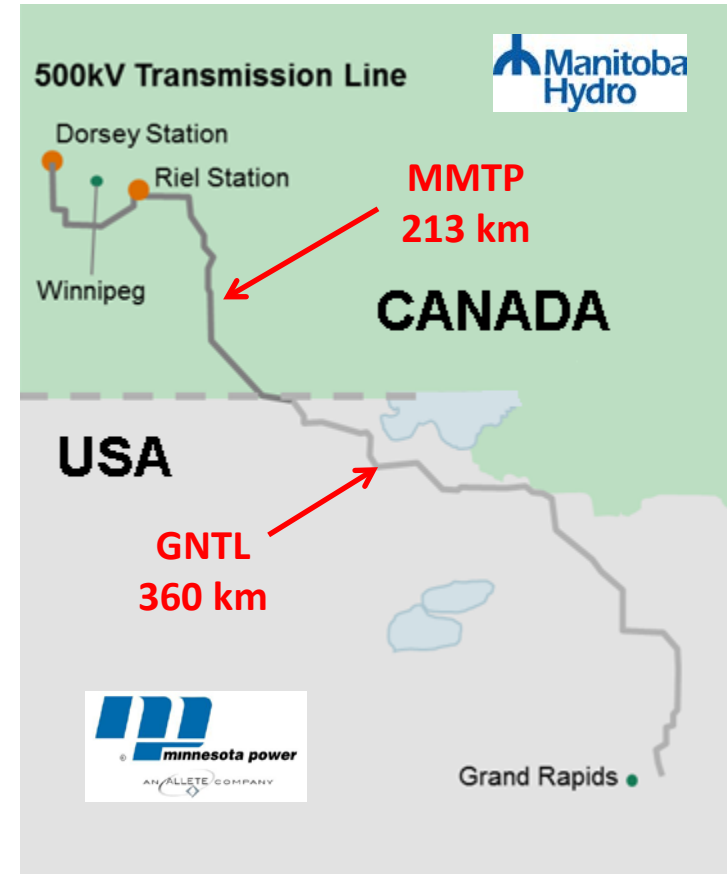 500kV Transmission Line
Manitoba
Hydro
Dorsey Station
Riel Station
MMTP
213 km
Winnipeg
CANADA
USA
GNTL
360 km
® minnesota power
AN ALLETE COMPANY
Grand Rapids